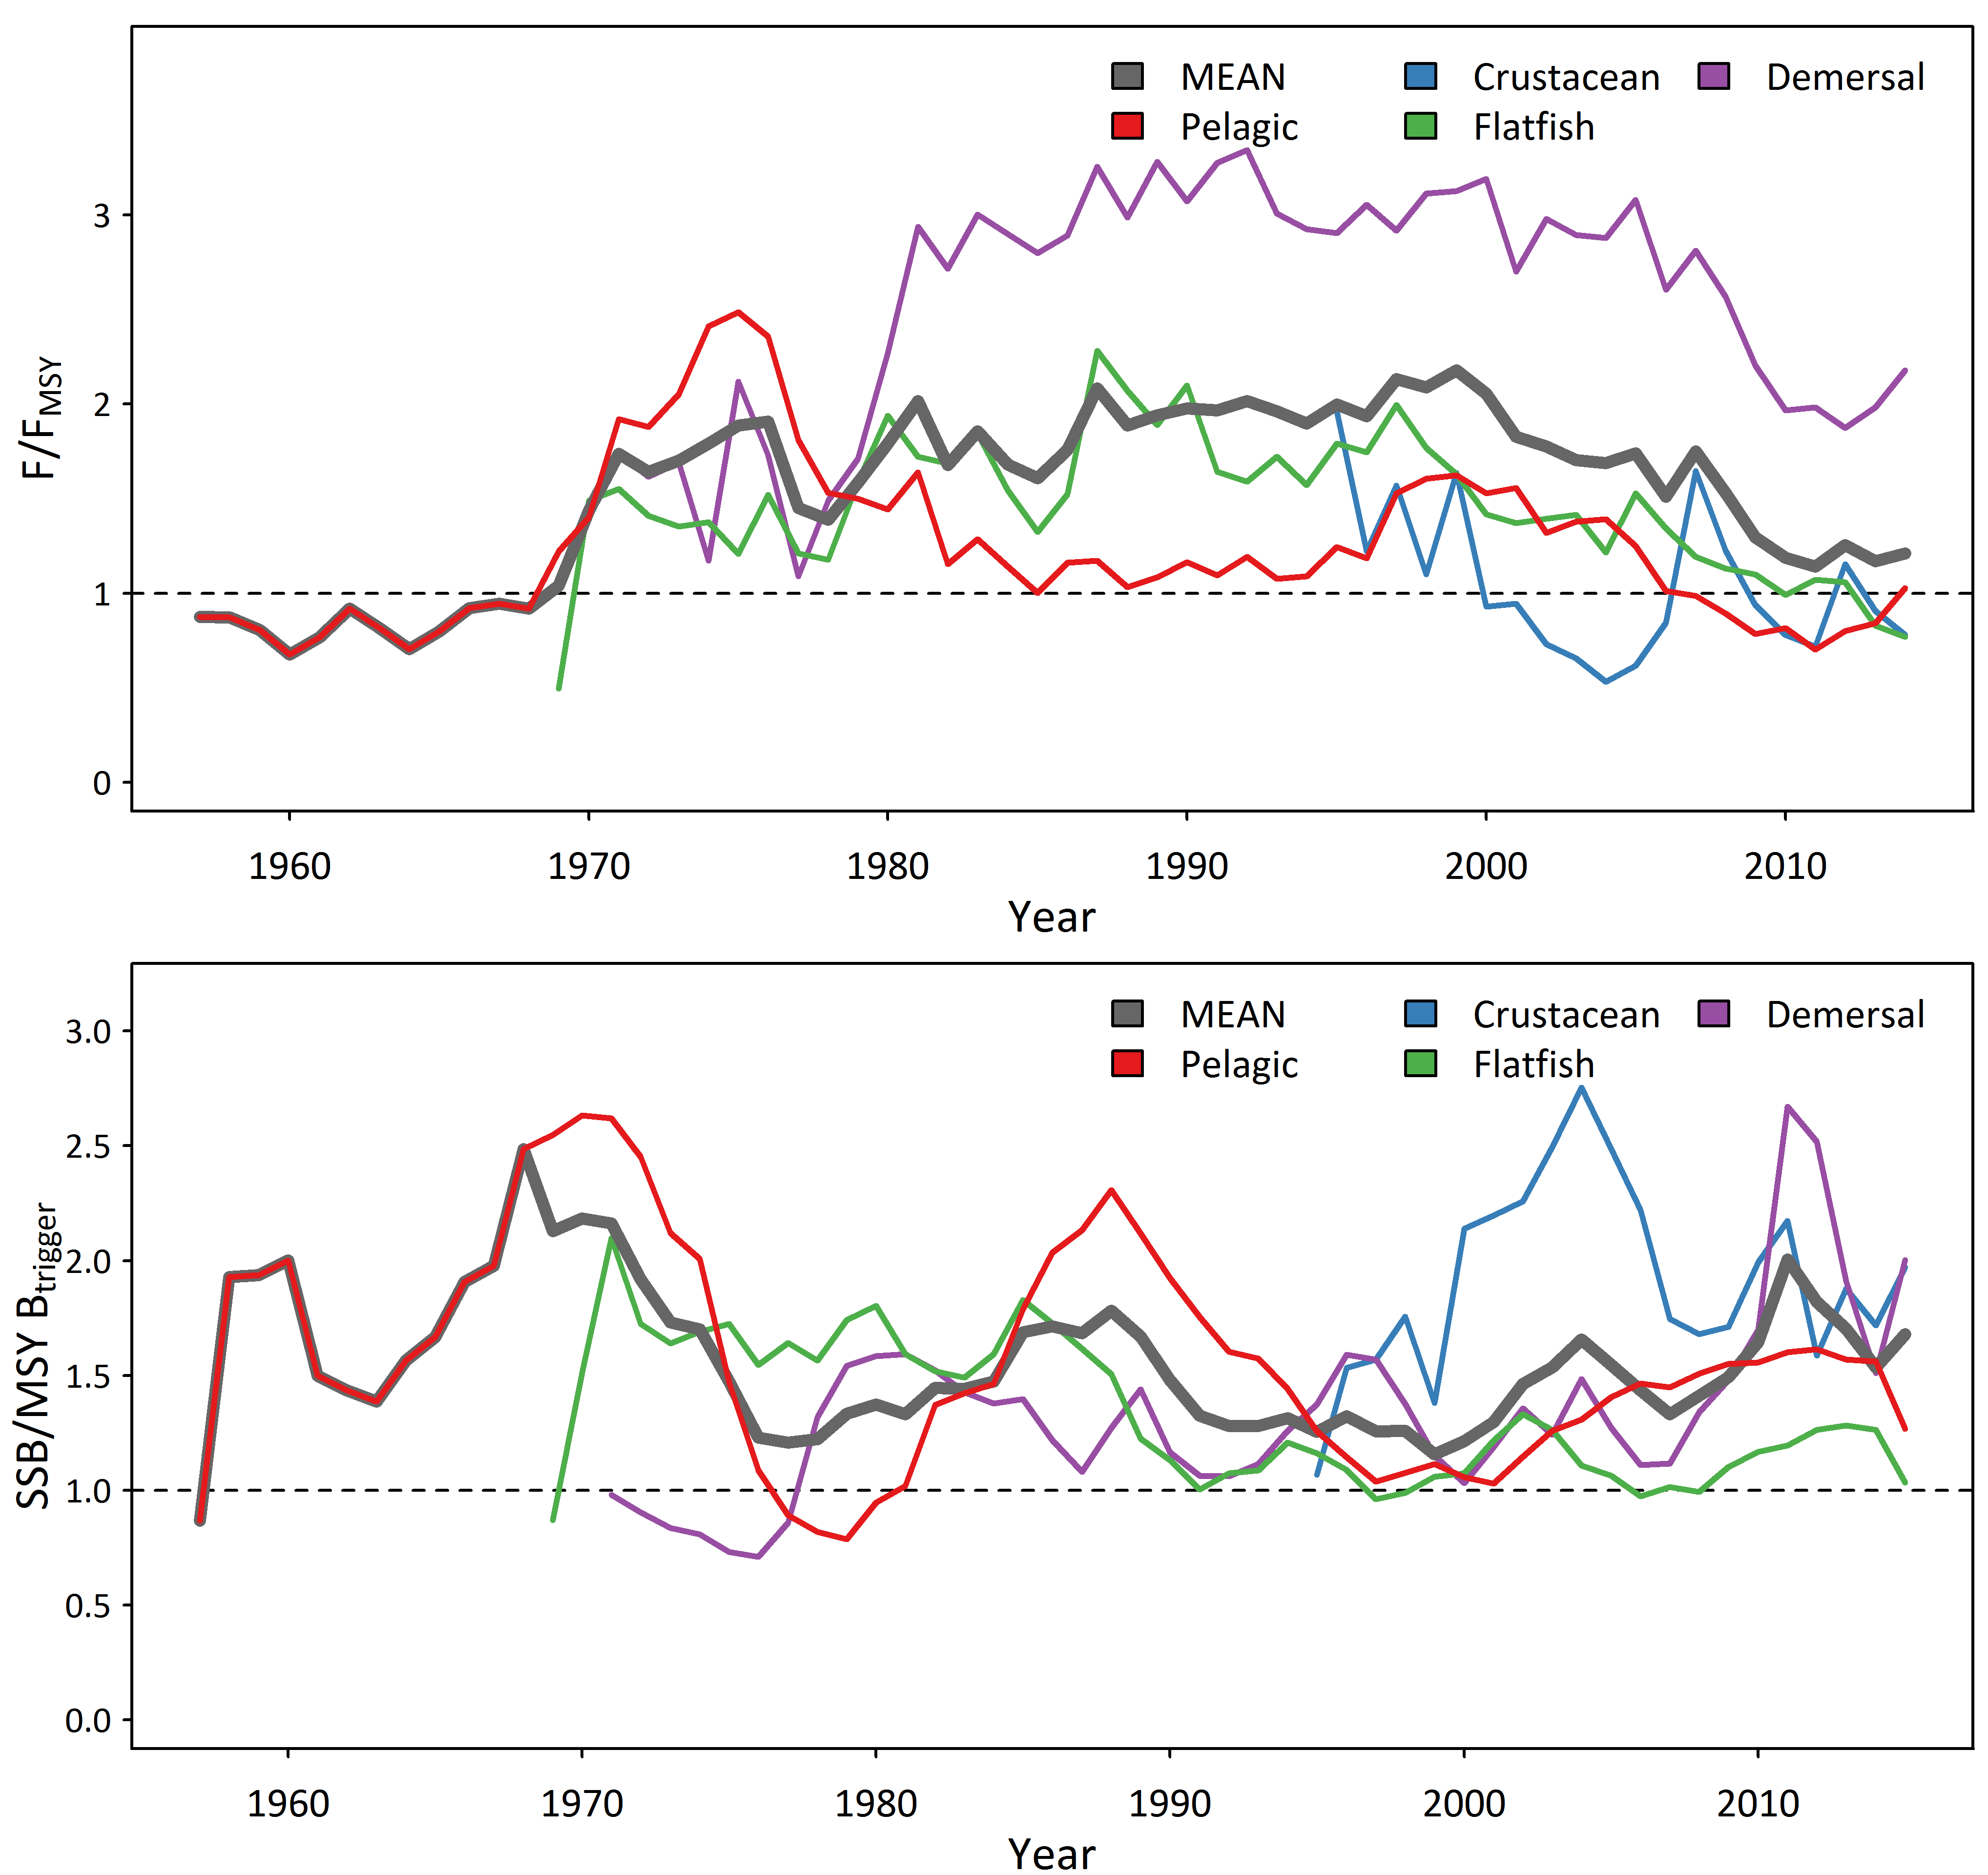 MEAN Crustacean Demersal
Pelagic Flatfish
F/FMSY
3
2
1
0
1960 1970 1980 1990 2000 2010
Year
MEAN Crustacean Demersal
Pelagic Flatfish
SSB/MSY Btrigger
3.0
2.5
2.0
1.5
1.0
0.5
0.0
1960 1970 1980 1990 2000 2010
Year